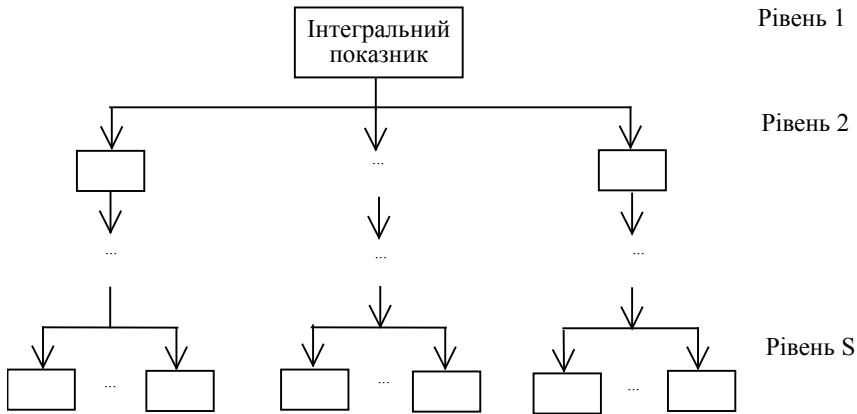 Інтегральний
показник
Рівень 1
Рівень 2
...
... ... ...
Рівень S
... ... ...